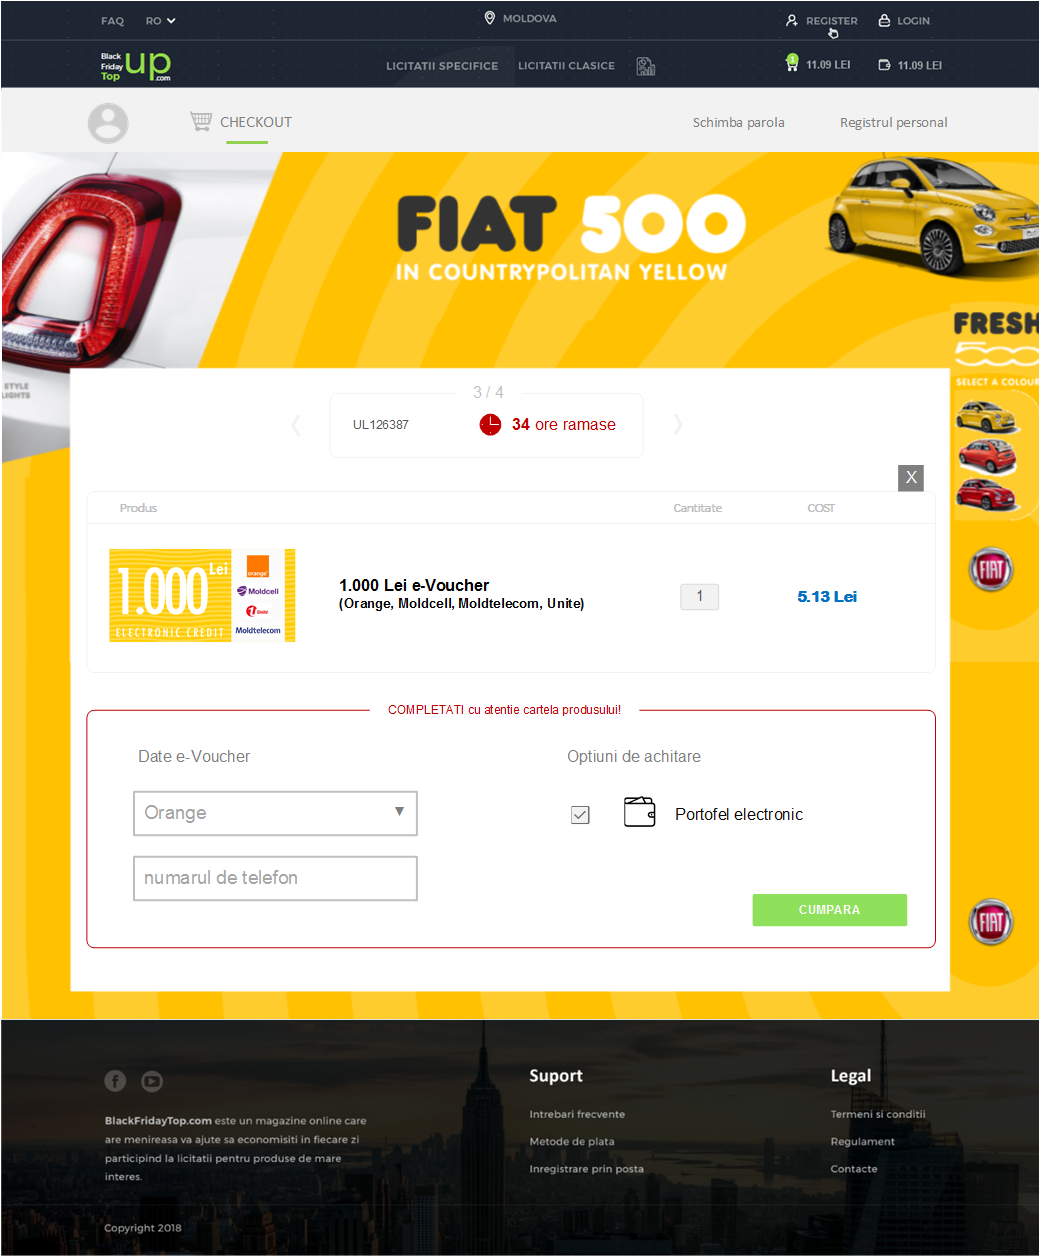 FAQ
RO
MOLDOVA
REGISTER
LOGIN
Black
Friday
Top
UP
.com
LICITATII SPECIFICE
LICITATII CLASICE
1
11.09 LEI
11.09 LEI
CHECKOUT
Schimba parola
Registrul personal
FIAT 500
IN COUNTRYPOLITAN YELLOW
FRESH
500
SELECT A COLOUR
STYLE
LIGHTS
3 / 4
UL126387
34 ore ramase
X
Produs
Cantitate
COST
1.000 Lei
ELECTRONIC CREDIT
orange
Moldcell
Unité
Moldtelecom
1.000 Lei e-Voucher
(Orange, Moldcell, Moldtelecom, Unite)
1
5.13 Lei
FIAT
COMPLETATI cu atentie cartela produsului!
Date e-Voucher
Optiuni de achitare
Orange
Portofel electronic
numarul de telefon
CUMPARA
FIAT
Suport
Legal
BlackFridayTop.com este un magazine online care
are menireasa va ajute sa economisiti in fiecare zi
participind la licitatii pentru produse de mare
interes.
Intrebari frecvente
Termeni si conditii
Metode de plata
Regulament
Inregistrare prin posta
Contacte
Copyright 2018